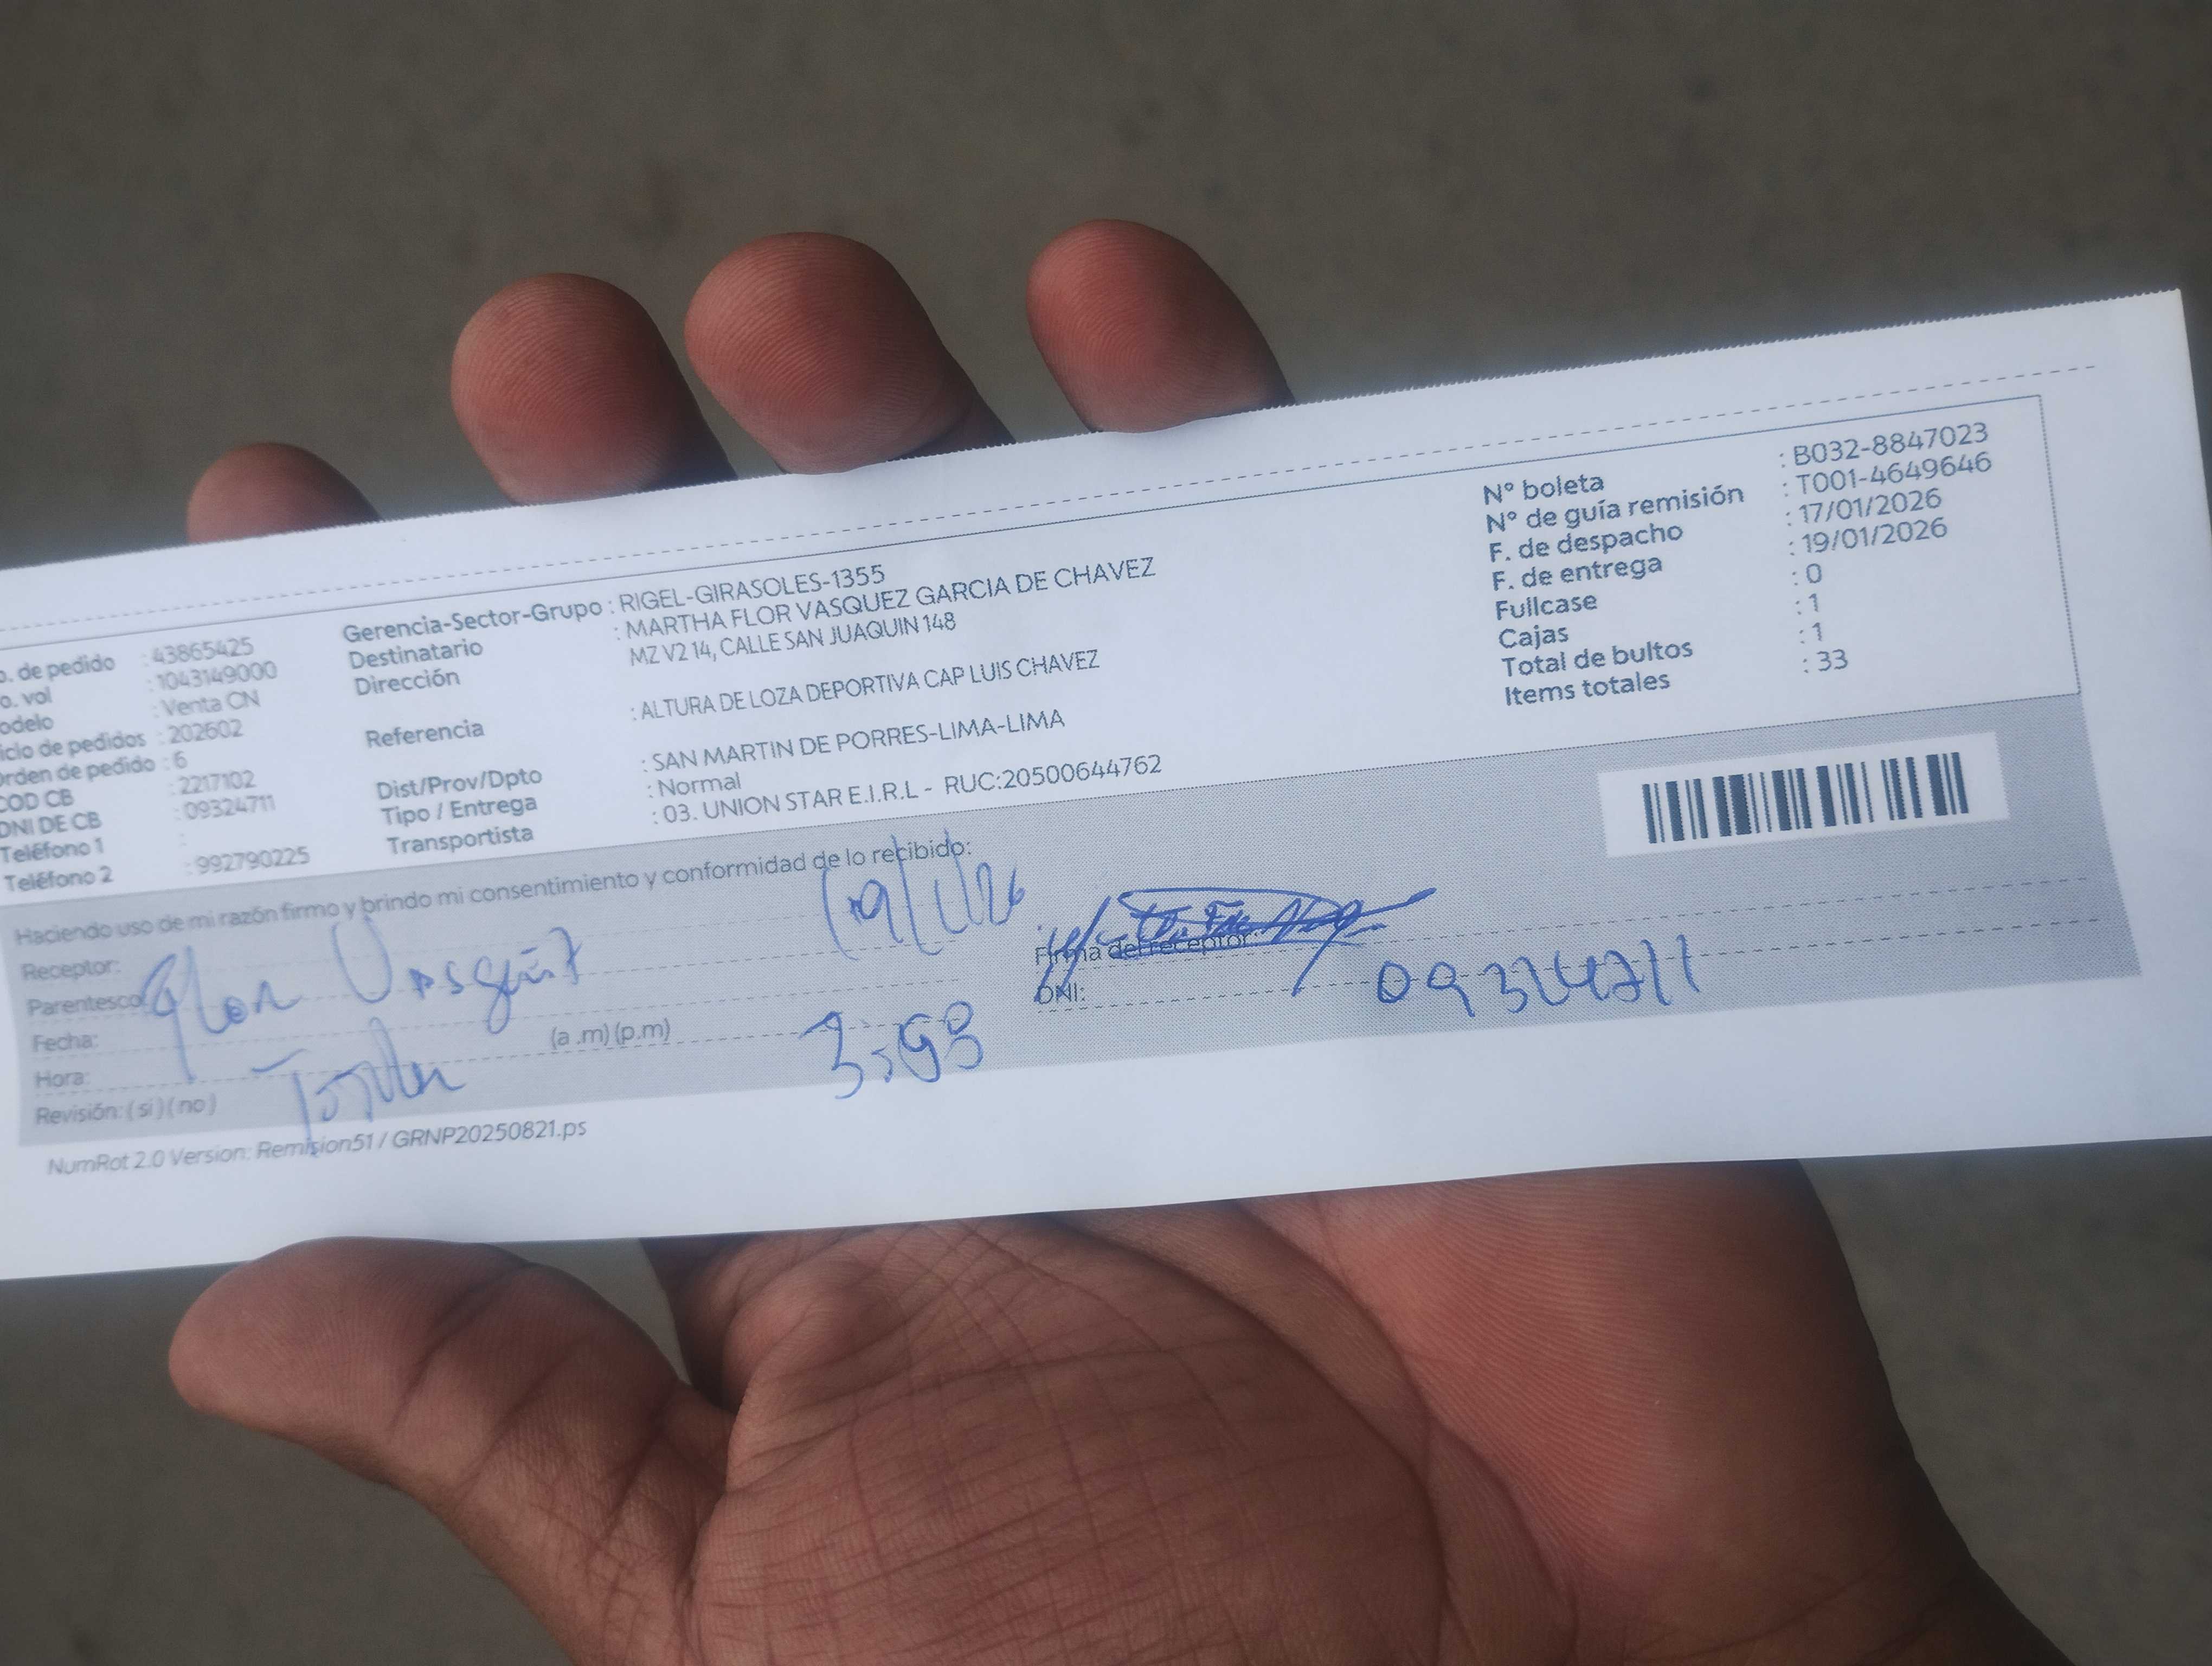 o. de pedido : 43865425
o. vol : 1043149000
odelo : Venta CN
iclo de pedidos : 202602
rden de pedido : 6
COD CB : 2217102
DNI DE CB : 09324711
Teléfono 1 :
Teléfono 2 : 992790225
Gerencia-Sector-Grupo : RIGEL-GIRASOLES-1355
Destinatario : MARTHA FLOR VASQUEZ GARCIA DE CHAVEZ
Dirección MZ V2 14, CALLE SAN JUAQUIN 148
Referencia : ALTURA DE LOZA DEPORTIVA CAP LUIS CHAVEZ
Dist/Prov/Dpto : SAN MARTIN DE PORRES-LIMA-LIMA
Tipo / Entrega : Normal
Transportista : 03. UNION STAR E.I.R.L - RUC:20500644762
N° boleta : B032-8847023
N° de guía remisión : T001-4649646
F. de despacho : 17/01/2026
F. de entrega : 19/01/2026
Fullcase : 0
Cajas : 1
Total de bultos : 1
Items totales : 33
Haciendo uso de mi razón firmo y brindo mi consentimiento y conformidad de lo recibido:
Receptor:
Parentesco:
Fecha:
Hora: (a .m) (p.m)
Revisión: ( si ) ( no )
19/1/26
Firma del receptor:
DNI: 09324711
NumRot 2.0 Version: Remision51 / GRNP20250821.ps